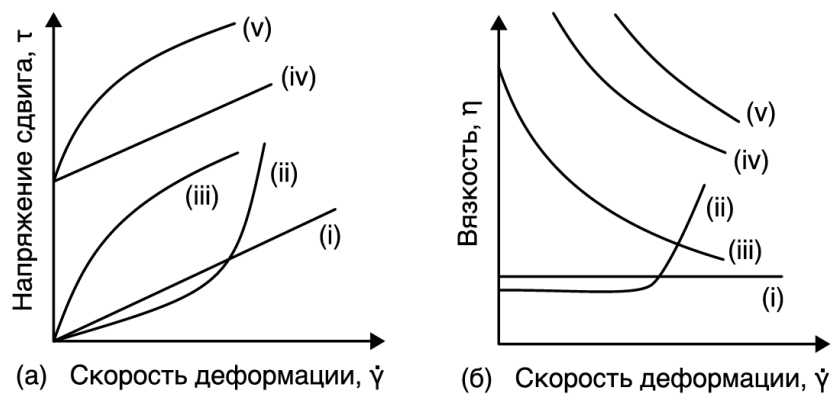 Напряжение сдвига, τ
(v)
(iv)
(iii)
(ii)
(i)
(а) Скорость деформации, γ̇
Вязкость, η
(v)
(iv)
(ii)
(iii)
(i)
(б) Скорость деформации, γ̇